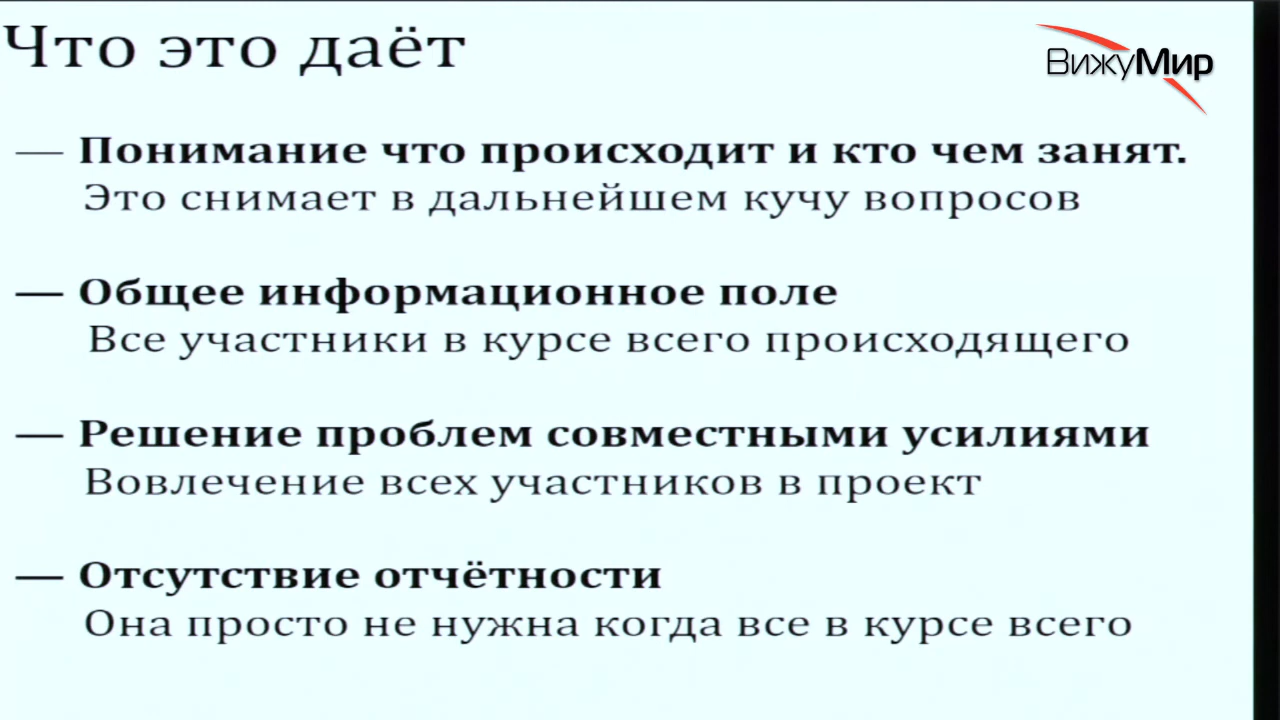 Что это даёт
ВижуМир
— Понимание что происходит и кто чем занят.
Это снимает в дальнейшем кучу вопросов
— Общее информационное поле
Все участники в курсе всего происходящего
— Решение проблем совместными усилиями
Вовлечение всех участников в проект
— Отсутствие отчётности
Она просто не нужна когда все в курсе всего